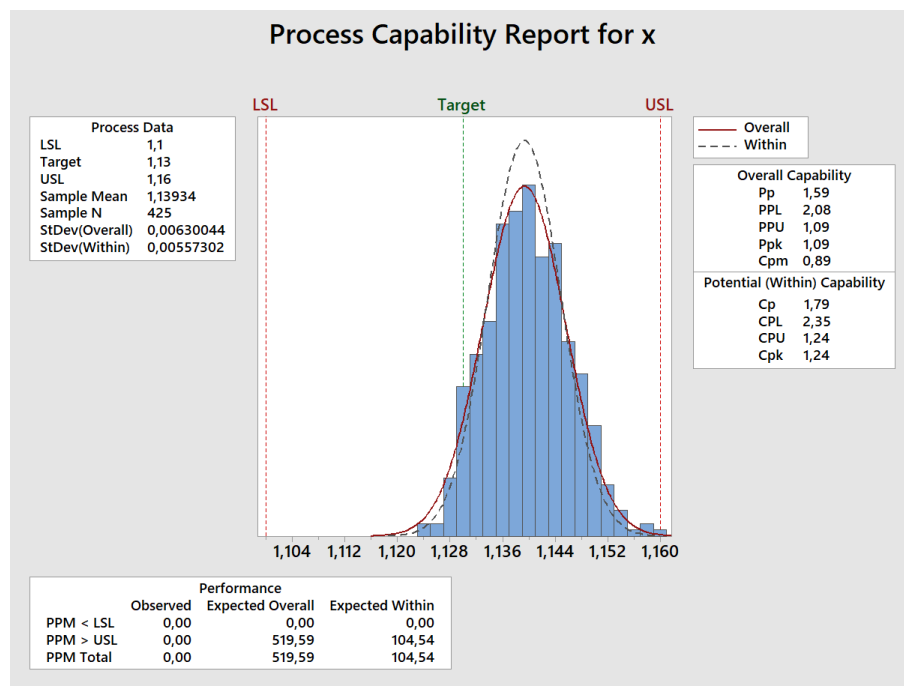 Process Capability Report for x
LSL Target USL
Process Data
LSL 1,1
Target 1,13
USL 1,16
Sample Mean 1,13934
Sample N 425
StDev(Overall) 0,00630044
StDev(Within) 0,00557302
Overall
Within
Overall Capability
Pp 1,59
PPL 2,08
PPU 1,09
Ppk 1,09
Cpm 0,89
Potential (Within) Capability
Cp 1,79
CPL 2,35
CPU 1,24
Cpk 1,24
1,104 1,112 1,120 1,128 1,136 1,144 1,152 1,160
Performance
Observed Expected Overall Expected Within
PPM < LSL 0,00 0,00 0,00
PPM > USL 0,00 519,59 104,54
PPM Total 0,00 519,59 104,54